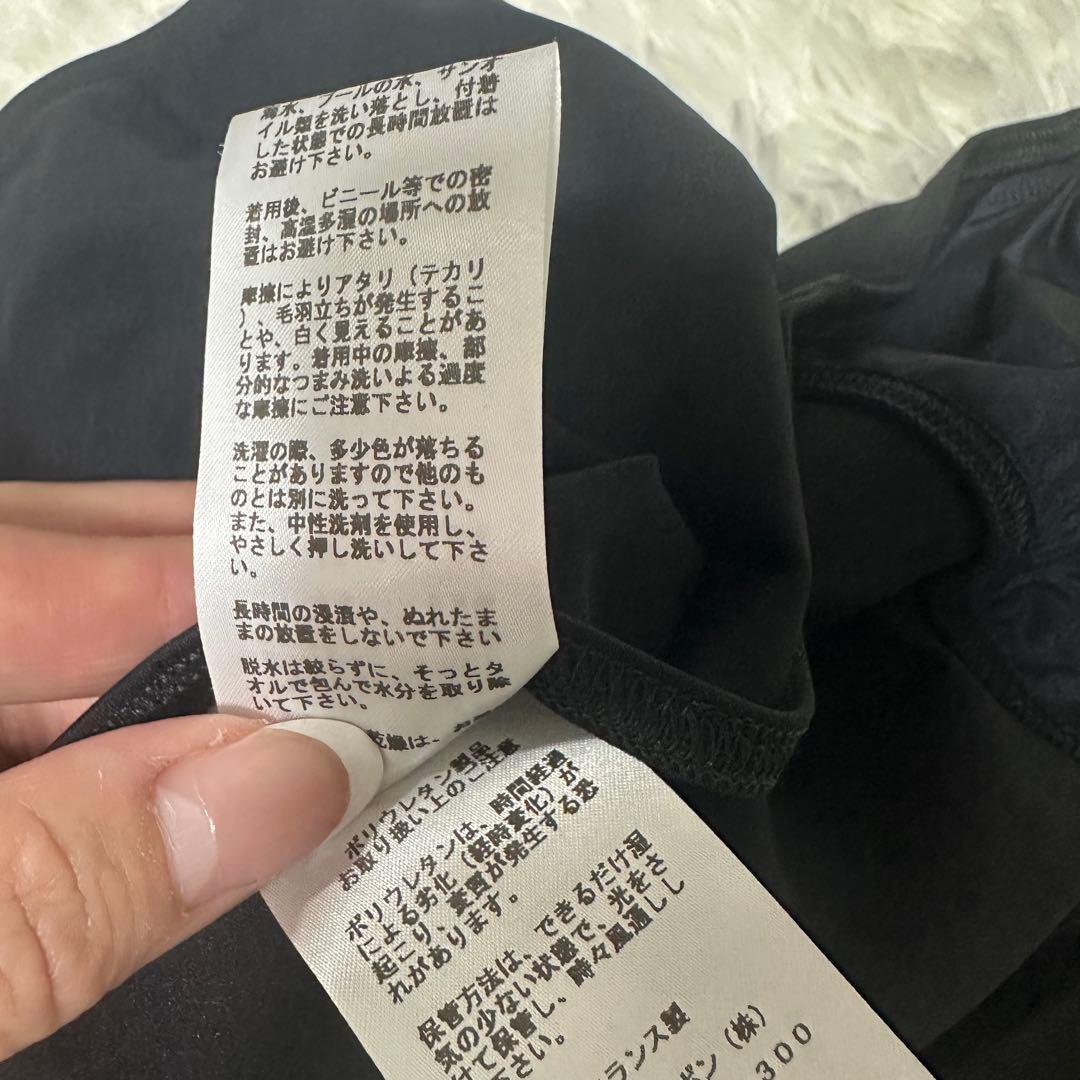 海水、プールの水、サンオ
イル類を洗い落とし、付着
した状態での長時間放置は
お避け下さい。
着用後、ビニール等での密
封、高温多湿の場所への放
置はお避け下さい。
摩擦によりアタリ（テカリ
）、毛羽立ちが発生するこ
とや、白く見えることがあ
ります。着用中の摩擦、部
分的なつまみ洗いよる過度
な摩擦にご注意下さい。
洗濯の際、多少色が落ちる
ことがありますので他のも
のとは別に洗って下さい。
また、中性洗剤を使用し、
やさしく押し洗いして下さ
い。
長時間の浸漬や、ぬれたま
まの放置をしないで下さい
脱水は絞らずに、そっとタ
オルで包んで水分を取り除
いて下さい。
乾燥は、お
ポリウレタン製品
お取り扱い上のご注意
ポリウレタンは、時間経過
による劣化（経時変化）が
起こり、変質が発生する恐
れがあります。
保管方法は、できるだけ湿
気の少ない状態で、光をさ
けて保管し、時々風通しし
て下さい。
ランス製
ポン（株）
300